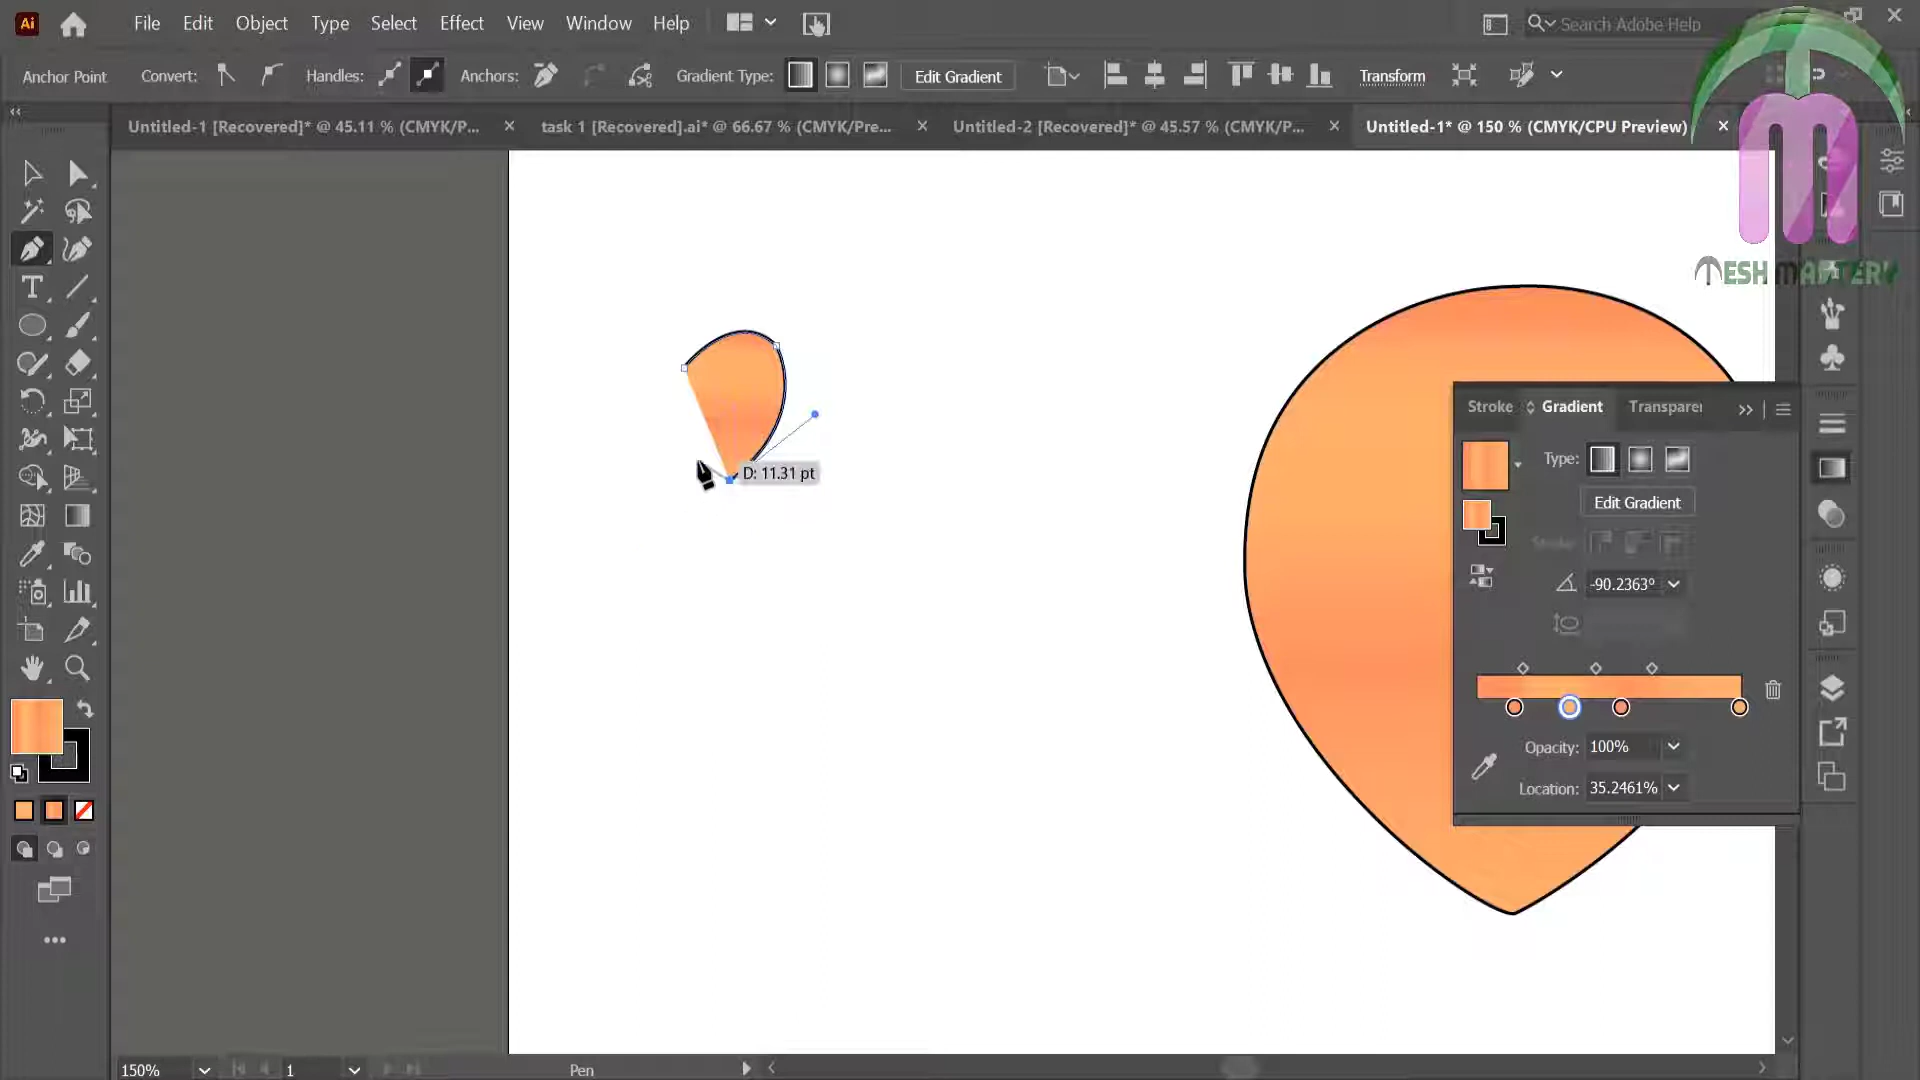 Ai File Edit Object Type Select Effect View Window Help Search Adobe Help
Anchor Point Convert: Handles: Anchors: Gradient Type: Edit Gradient Transform
Untitled-1 [Recovered]* @ 45.11 % (CMYK/P... × task 1 [Recovered].ai* @ 66.67 % (CMYK/Pre... × Untitled-2 [Recovered]* @ 45.57 % (CMYK/P... × Untitled-1* @ 150 % (CMYK/CPU Preview) ×
MESH MASTERY
D: 11.31 pt
Stroke Gradient Transparer
Type:
Edit Gradient
Stroke:
-90.2363°
Opacity: 100%
Location: 35.2461%
150% 1 Pen